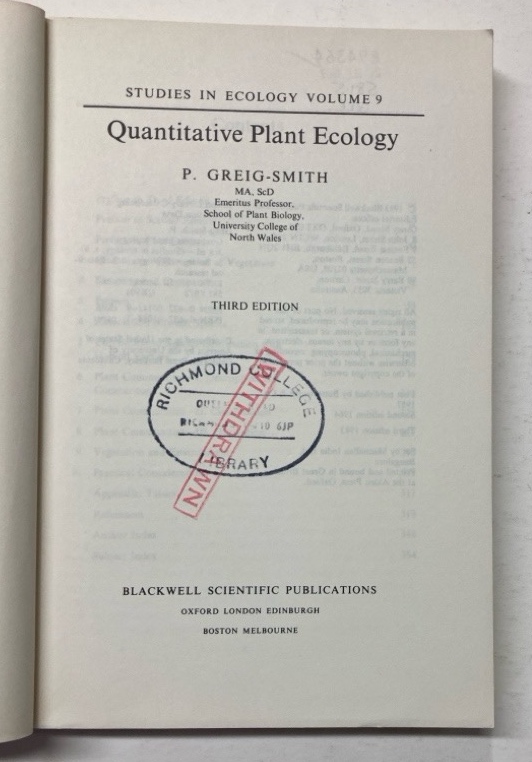 STUDIES IN ECOLOGY VOLUME 9
Quantitative Plant Ecology
P. GREIG-SMITH
MA, ScD
Emeritus Professor,
School of Plant Biology,
University College of
North Wales
THIRD EDITION
RICHMOND COLLEGE
LIBRARY
WITHDRAWN
BLACKWELL SCIENTIFIC PUBLICATIONS
OXFORD LONDON EDINBURGH
BOSTON MELBOURNE